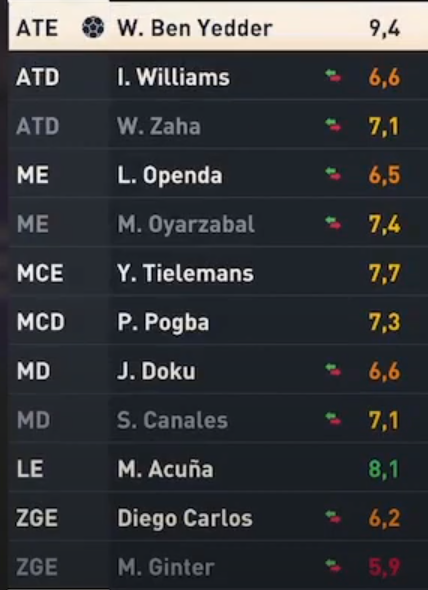 ATE W. Ben Yedder 9,4
ATD I. Williams 6,6
ATD W. Zaha 7,1
ME L. Openda 6,5
ME M. Oyarzabal 7,4
MCE Y. Tielemans 7,7
MCD P. Pogba 7,3
MD J. Doku 6,6
MD S. Canales 7,1
LE M. Acuña 8,1
ZGE Diego Carlos 6,2
ZGE M. Ginter 5,9